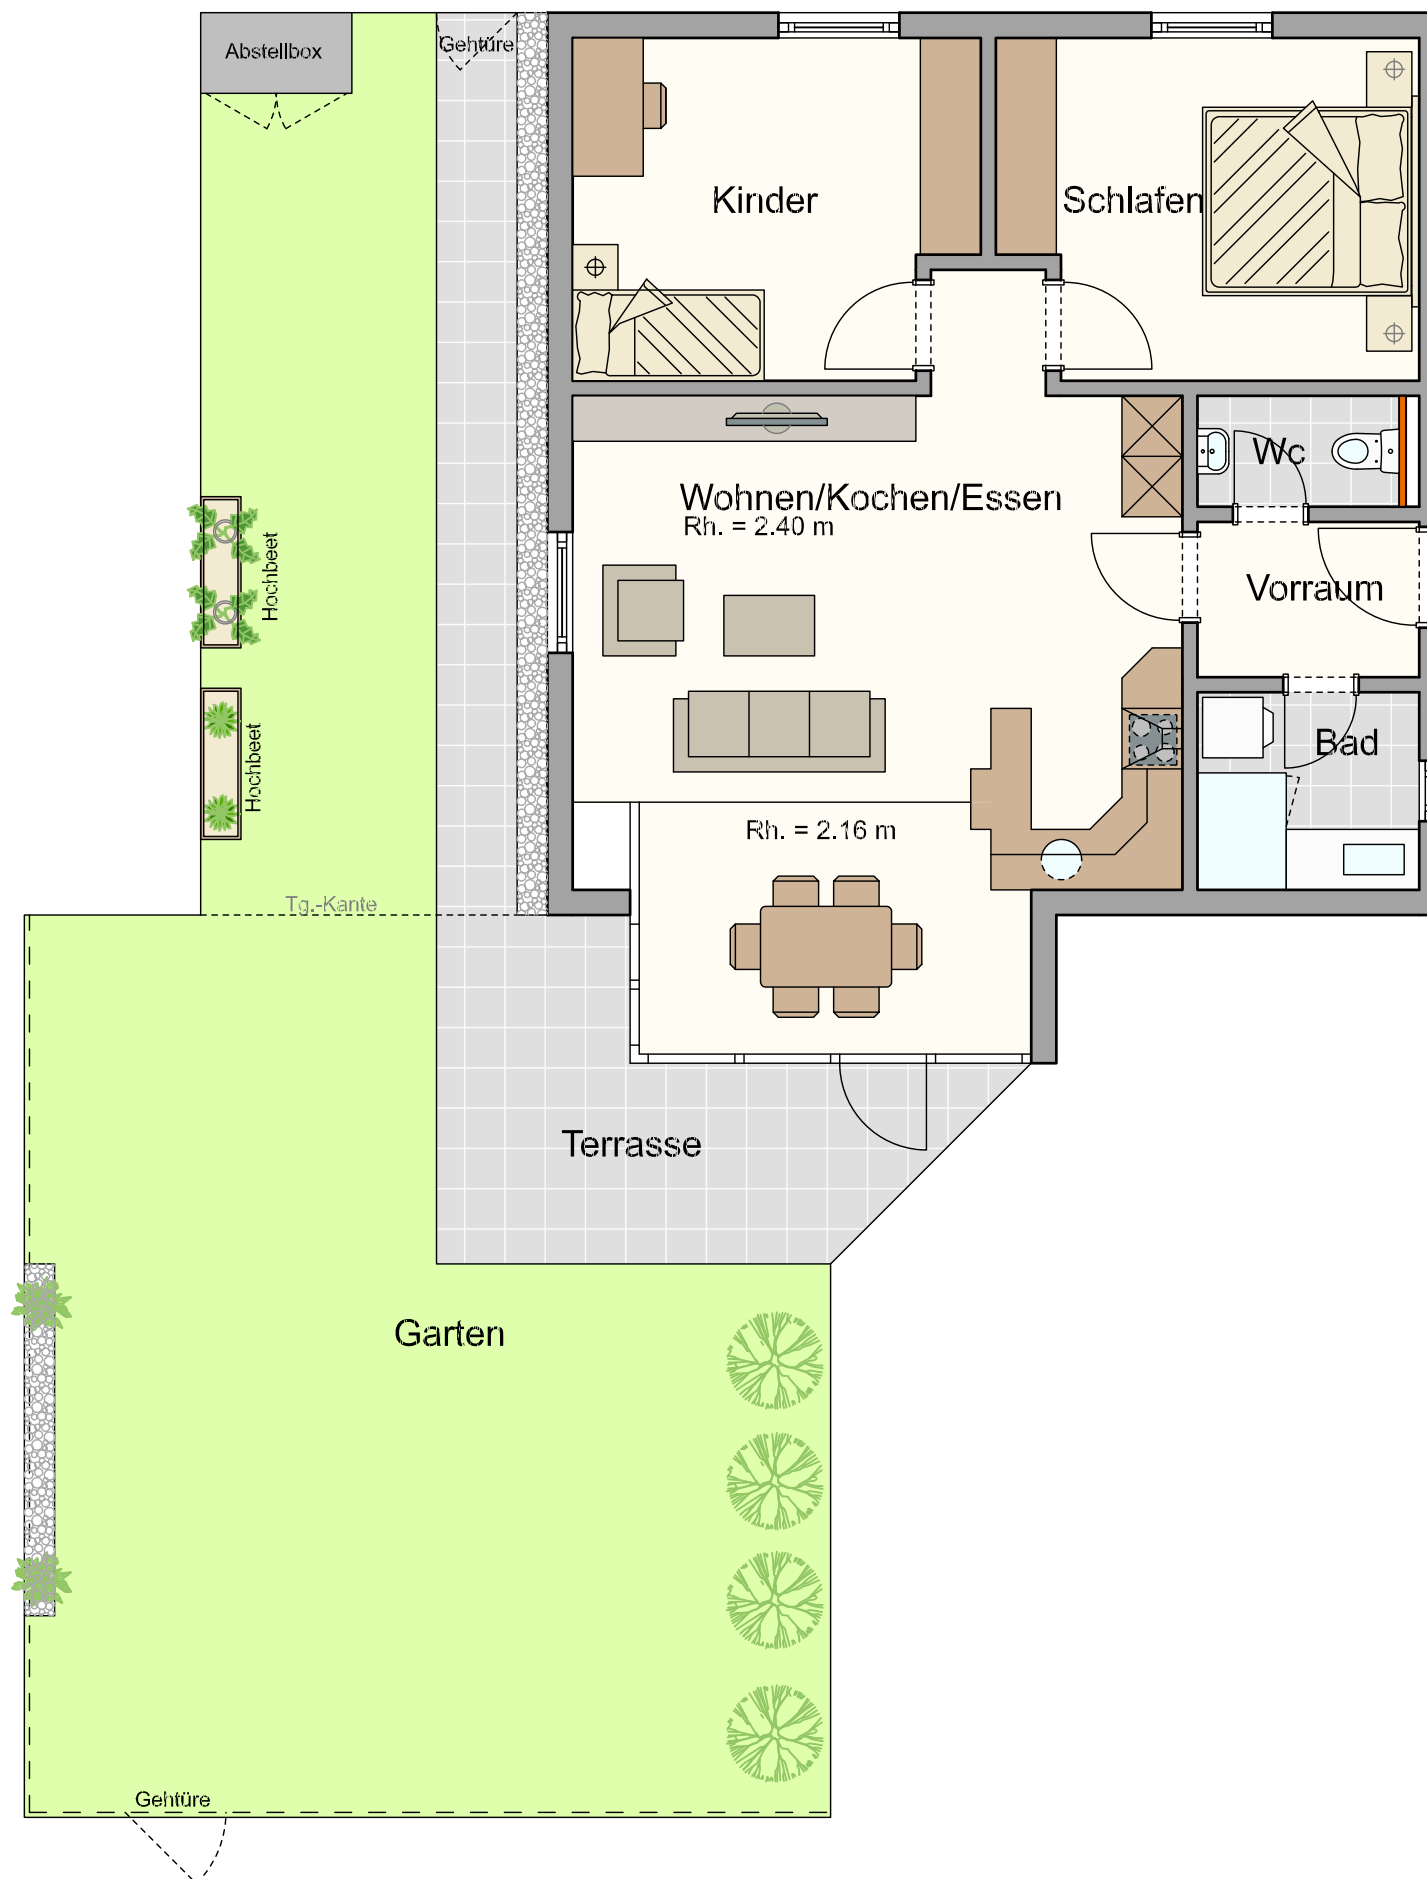 Abstellbox
Gehtüre
Kinder
Schlafen
Wohnen/Kochen/Essen
Rh. = 2.40 m
Wc
Vorraum
Hochbeet
Hochbeet
Bad
Rh. = 2.16 m
Tg.-Kante
Terrasse
Garten
Gehtüre